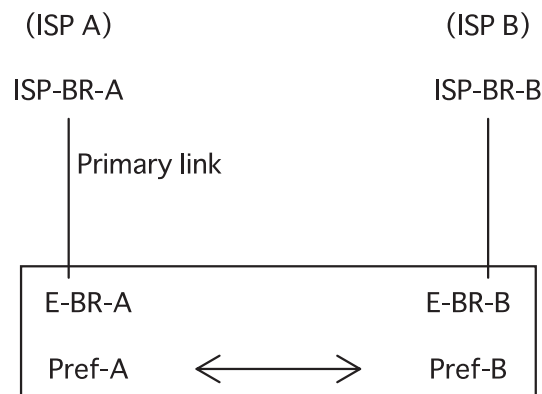 (ISP A) (ISP B)
ISP-BR-A ISP-BR-B
Primary link
E-BR-A E-BR-B
Pref-A Pref-B